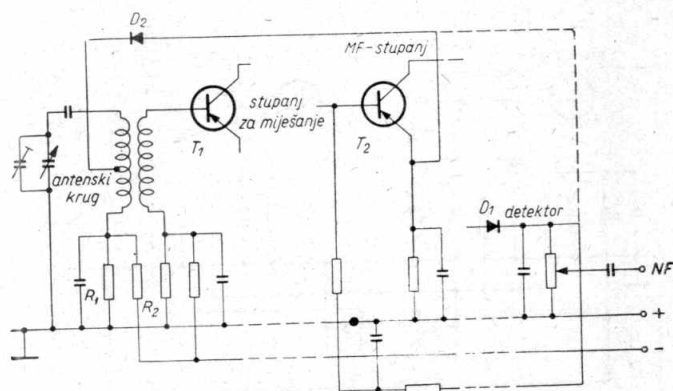 D2
MF-stupanj
stupanj
za miješanje
T1
T2
antenski
krug
D1 detektor
R1
R2
NF
+
-